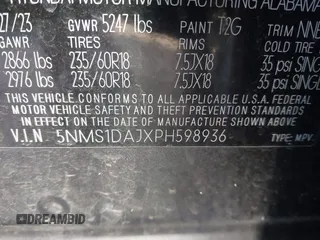 HYUNDAI MOTOR MANUFACTURING ALABAMA
27/23 GVWR 5247 lbs PAINT T2G TRIM NNB
GAWR TIRES RIMS COLD TIRE
2866 lbs 235/60R18 7.5JX18 35 psi SINGL
2976 lbs 235/60R18 7.5JX18 35 psi SINGL
THIS VEHICLE CONFORMS TO ALL APPLICABLE U.S.A. FEDERAL
MOTOR VEHICLE SAFETY AND THEFT PREVENTION STANDARDS
IN EFFECT ON THE DATE OF MANUFACTURE SHOWN ABOVE.
V.I.N. 5NMS1DAJXPH598936 TYPE: MPV
DREAMBID